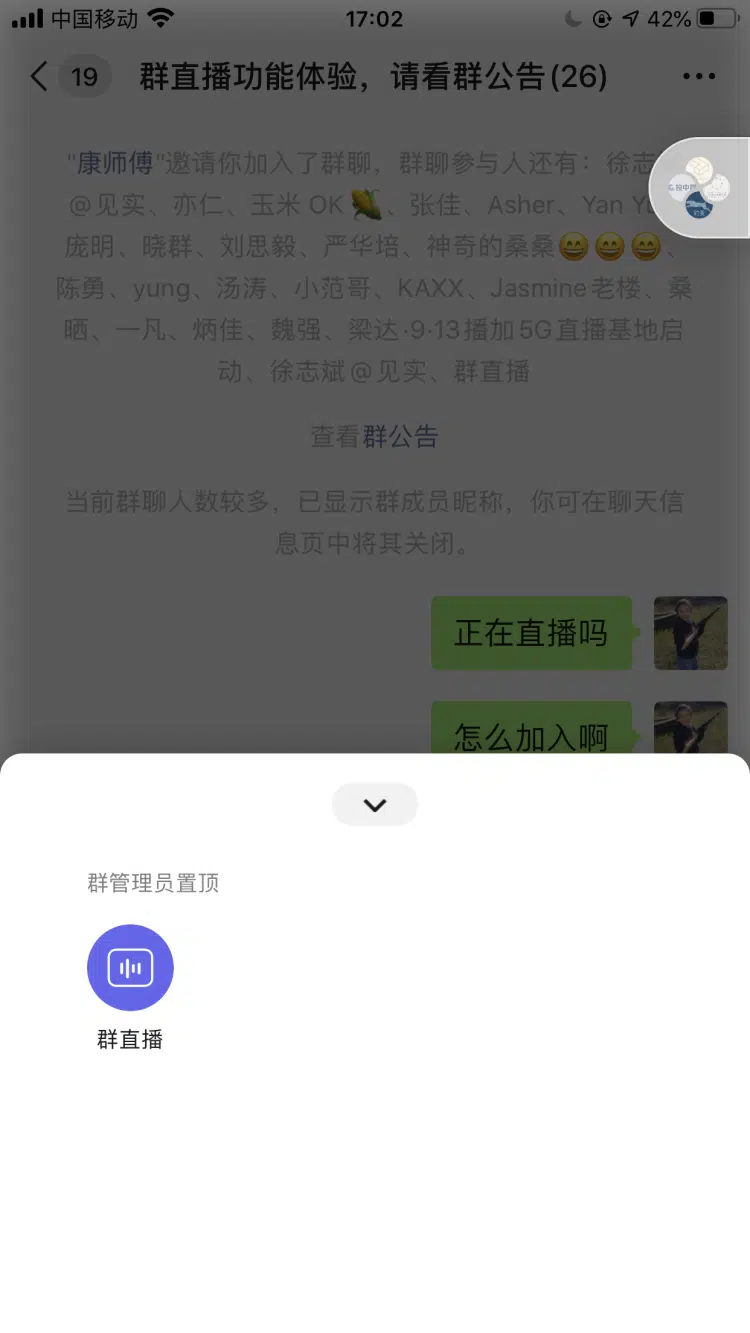 中国移动 17:02 42%
19 群直播功能体验，请看群公告(26)
"康师傅"邀请你加入了群聊，群聊参与人还有：徐志
@见实、亦仁、玉米 OK🌽、张佳、Asher、Yan
庞明、晓群、刘思毅、严华培、神奇的桑桑😄😄😄、
陈勇、yung、汤涛、小范哥、KAXX、Jasmine老楼、桑
晒、一凡、炳佳、魏强、梁达·9·13播加5G直播基地启
动、徐志斌@见实、群直播
查看群公告
当前群聊人数较多，已显示群成员昵称，你可在聊天信
息页中将其关闭。
正在直播吗
怎么加入啊
群管理员置顶
群直播